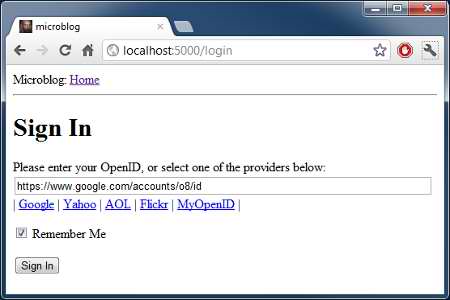 microblog
localhost:5000/login
Microblog: Home
Sign In
Please enter your OpenID, or select one of the providers below:
https://www.google.com/accounts/o8/id
| Google | Yahoo | AOL | Flickr | MyOpenID |
Remember Me
Sign In